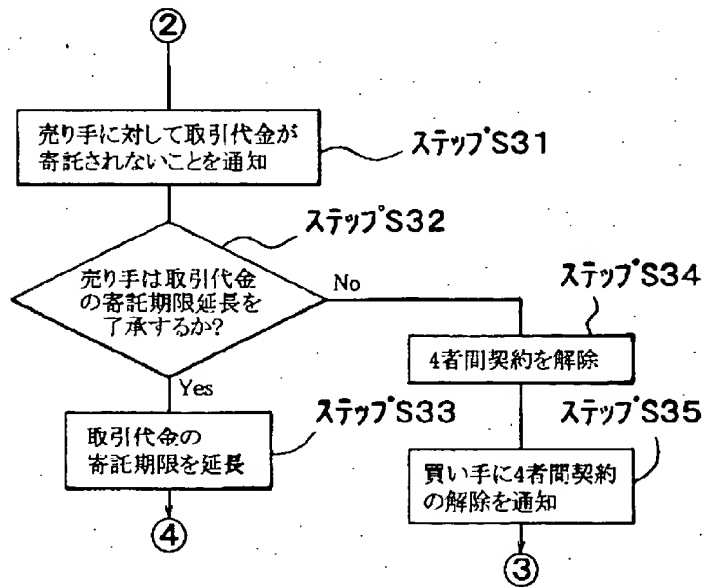 ②
売り手に対して取引代金が
寄託されないことを通知
ステップS31
ステップS32
売り手は取引代金
の寄託期限延長を
了承するか?
No
Yes
ステップS33
取引代金の
寄託期限を延長
④
ステップS34
4者間契約を解除
ステップS35
買い手に4者間契約
の解除を通知
③